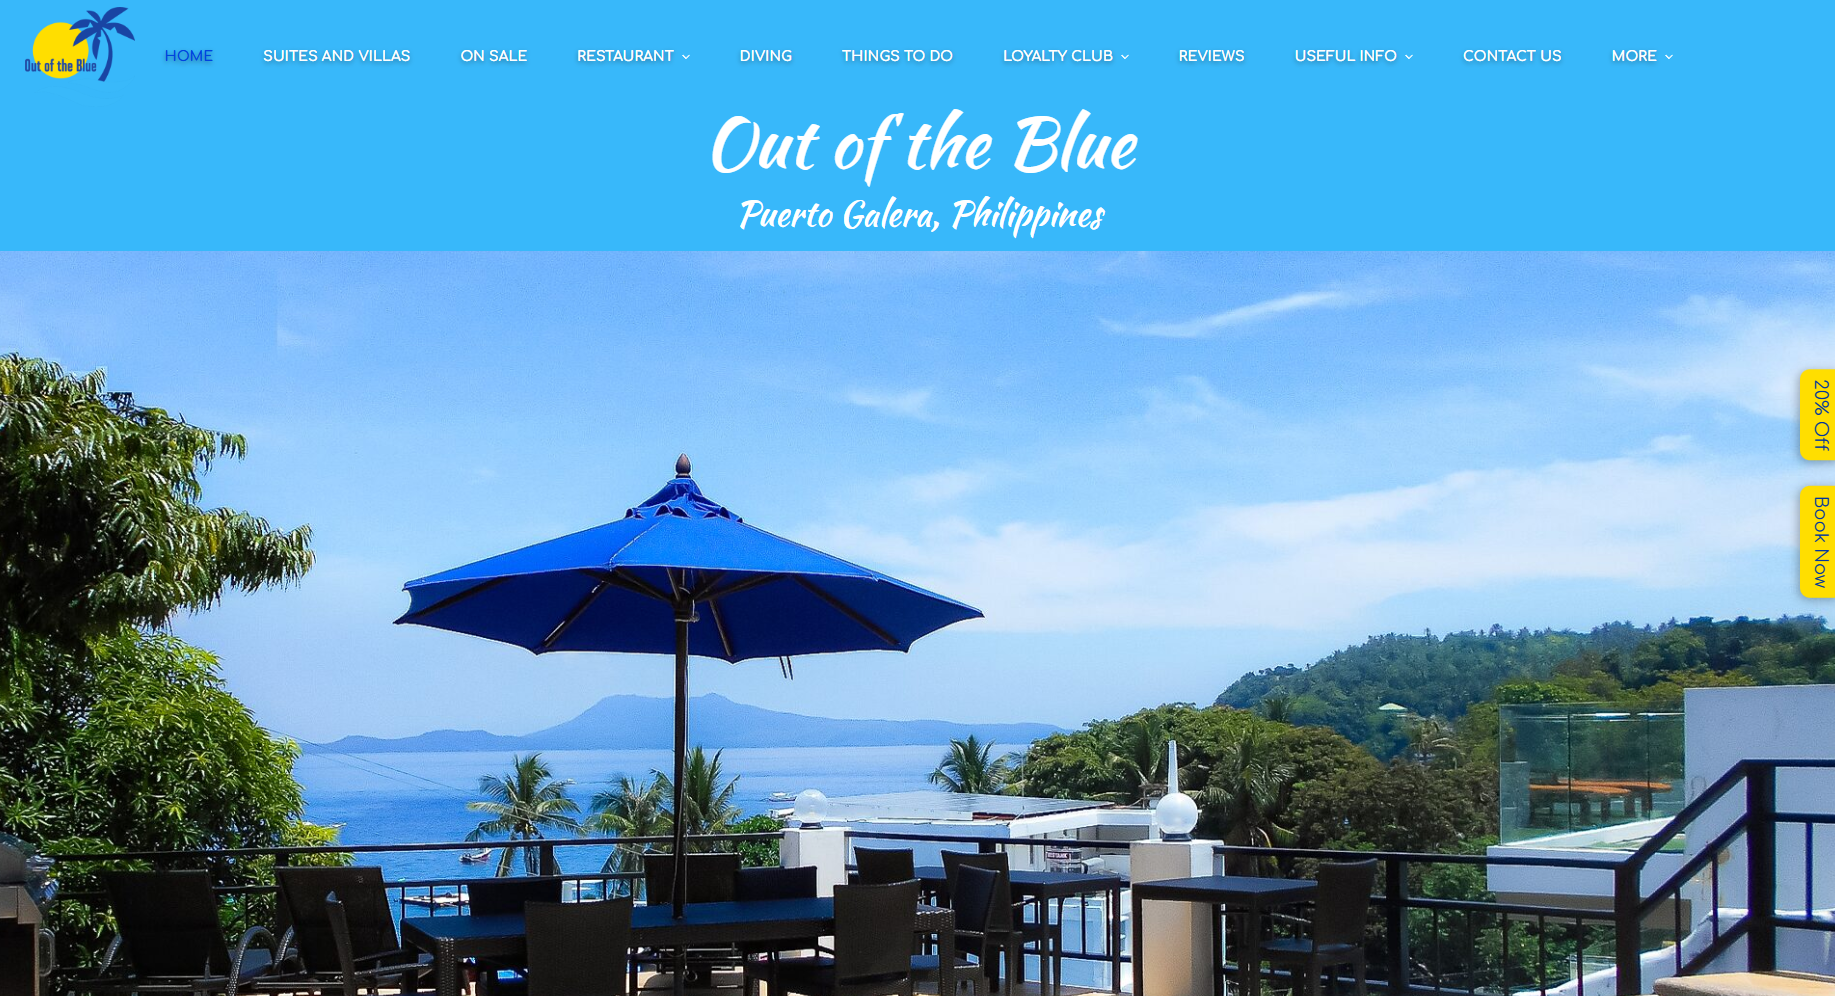 Out of the Blue
HOME
SUITES AND VILLAS
ON SALE
RESTAURANT
DIVING
THINGS TO DO
LOYALTY CLUB
REVIEWS
USEFUL INFO
CONTACT US
MORE
Out of the Blue
Puerto Galera, Philippines
20% Off
Book Now